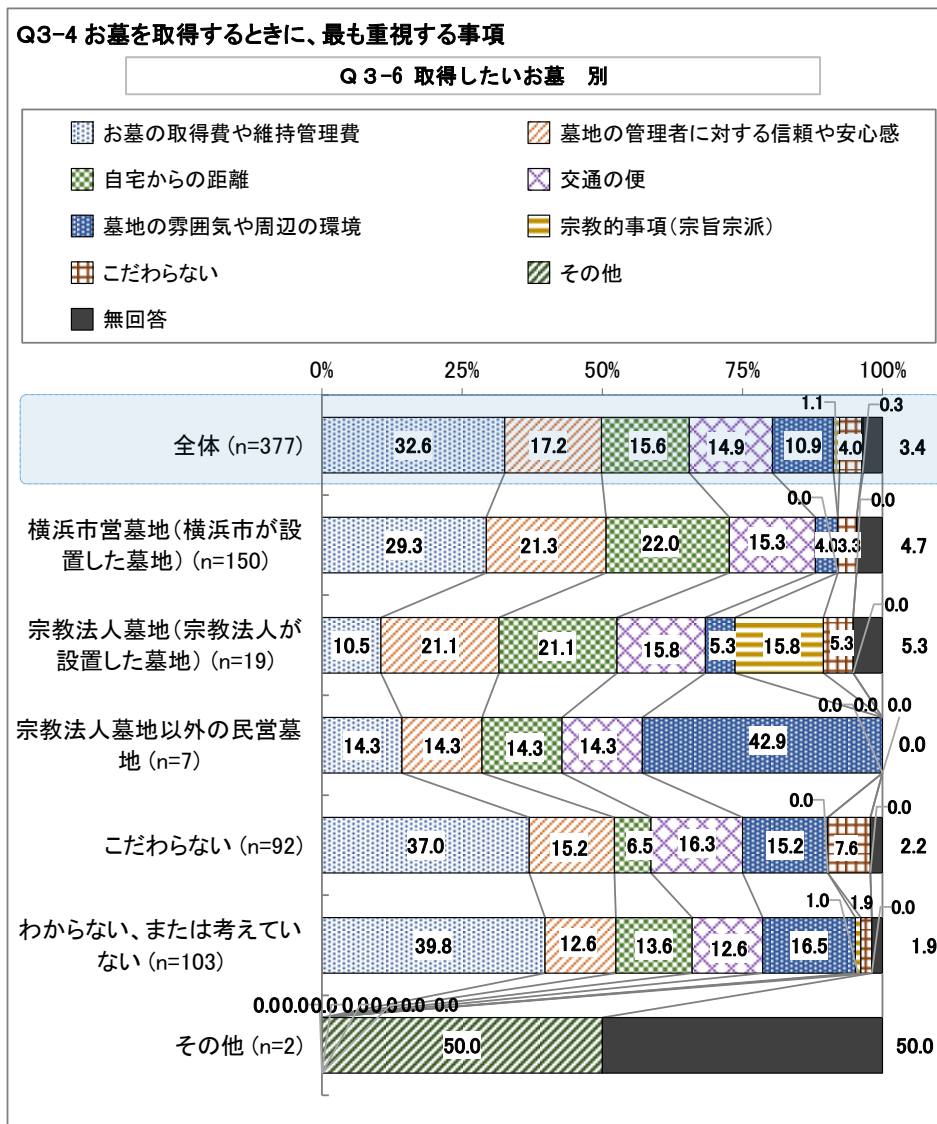 Q3-4 お墓を取得するときに、最も重視する事項
Q 3-6 取得したいお墓 別
お墓の取得費や維持管理費
墓地の管理者に対する信頼や安心感
自宅からの距離
交通の便
墓地の雰囲気や周辺の環境
宗教的事項(宗旨宗派)
こだわらない
その他
無回答
0% 25% 50% 75% 100%
1.1 0.3
全体 (n=377) 32.6 17.2 15.6 14.9 10.9 4.0 3.4
0.0 0.0
横浜市営墓地(横浜市が設
置した墓地) (n=150)
29.3 21.3 22.0 15.3 4.0 3.3 4.7
0.0
宗教法人墓地(宗教法人が
設置した墓地) (n=19)
10.5 21.1 21.1 15.8 5.3 15.8 5.3 5.3
0.0 0.0 0.0
宗教法人墓地以外の民営墓
地 (n=7)
14.3 14.3 14.3 14.3 42.9 0.0
0.0 0.0
こだわらない (n=92) 37.0 15.2 6.5 16.3 15.2 7.6 2.2
1.0 1.9 0.0
わからない、または考えてい
ない (n=103)
39.8 12.6 13.6 12.6 16.5 1.9
0.0 0.0 0.0 0.0 0.0 0.0 0.0
その他 (n=2) 50.0 50.0